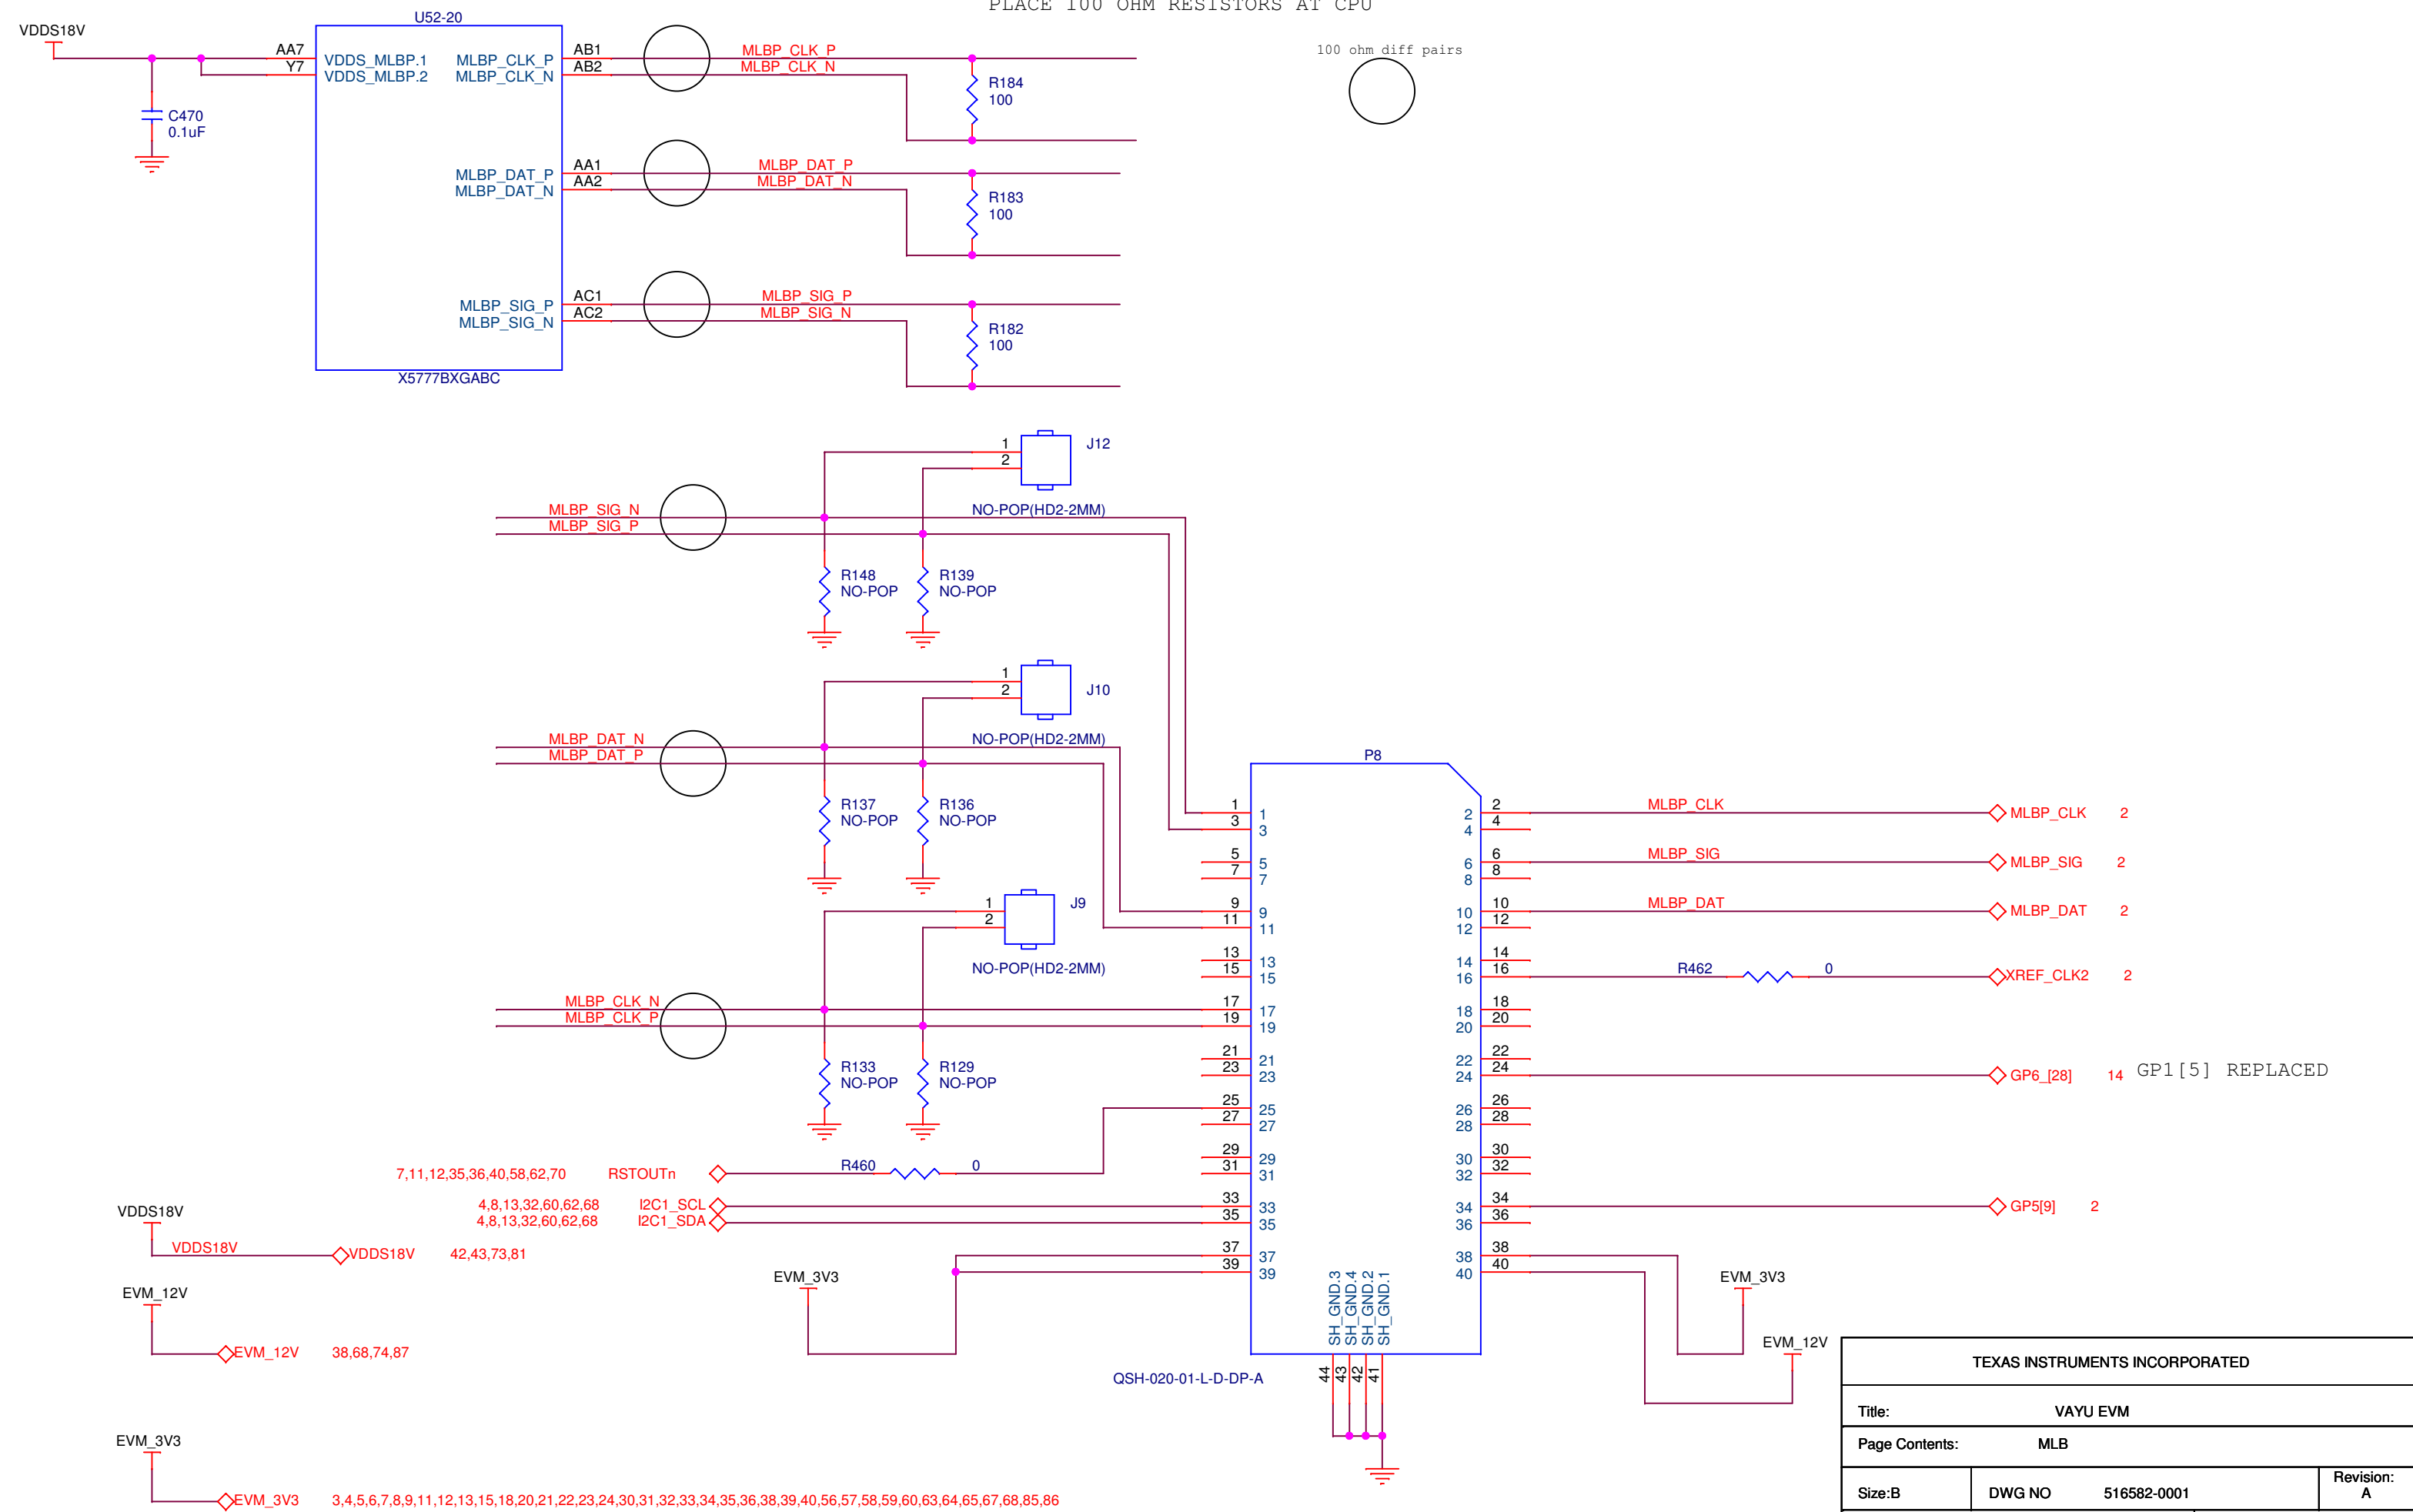 PLACE 100 OHM RESISTORS AT CPU
U52-20
VDDS18V
AA7
Y7
VDDS_MLBP.1
VDDS_MLBP.2
MLBP_CLK_P
MLBP_CLK_N
AB1
AB2
MLBP_CLK_P
MLBP_CLK_N
100 ohm diff pairs
R184
100
C470
0.1uF
MLBP_DAT_P
MLBP_DAT_N
AA1
AA2
MLBP_DAT_P
MLBP_DAT_N
R183
100
MLBP_SIG_P
MLBP_SIG_N
AC1
AC2
MLBP_SIG_P
MLBP_SIG_N
R182
100
X5777BXGABC
1
2
J12
MLBP_SIG_N
MLBP_SIG_P
NO-POP(HD2-2MM)
R148
NO-POP
R139
NO-POP
1
2
J10
MLBP_DAT_N
MLBP_DAT_P
NO-POP(HD2-2MM)
R137
NO-POP
R136
NO-POP
1
2
J9
NO-POP(HD2-2MM)
MLBP_CLK_N
MLBP_CLK_P
R133
NO-POP
R129
NO-POP
P8
1 1 2 2
3 3 4 4
5 5 6 6
7 7 8 8
9 9 10 10
11 11 12 12
13 13 14 14
15 15 16 16
17 17 18 18
19 19 20 20
21 21 22 22
23 23 24 24
25 25 26 26
27 27 28 28
29 29 30 30
31 31 32 32
33 33 34 34
35 35 36 36
37 37 38 38
39 39 40 40
MLBP_CLK MLBP_CLK 2
MLBP_SIG MLBP_SIG 2
MLBP_DAT MLBP_DAT 2
R462 0 XREF_CLK2 2
GP6_[28] 14 GP1[5] REPLACED
GP5[9] 2
7,11,12,35,36,40,58,62,70 RSTOUTn R460 0
4,8,13,32,60,62,68 I2C1_SCL
4,8,13,32,60,62,68 I2C1_SDA
VDDS18V
VDDS18V VDDS18V 42,43,73,81
EVM_12V
EVM_12V 38,68,74,87
EVM_3V3
EVM_3V3 3,4,5,6,7,8,9,11,12,13,15,18,20,21,22,23,24,30,31,32,33,34,35,36,38,39,40,56,57,58,59,60,63,64,65,67,68,85,86
EVM_3V3
EVM_3V3
EVM_12V
SH_GND.3
SH_GND.4
SH_GND.2
SH_GND.1
44
43
42
41
QSH-020-01-L-D-DP-A
TEXAS INSTRUMENTS INCORPORATED
Title: VAYU EVM
Page Contents: MLB
Size:B DWG NO 516582-0001 Revision: A